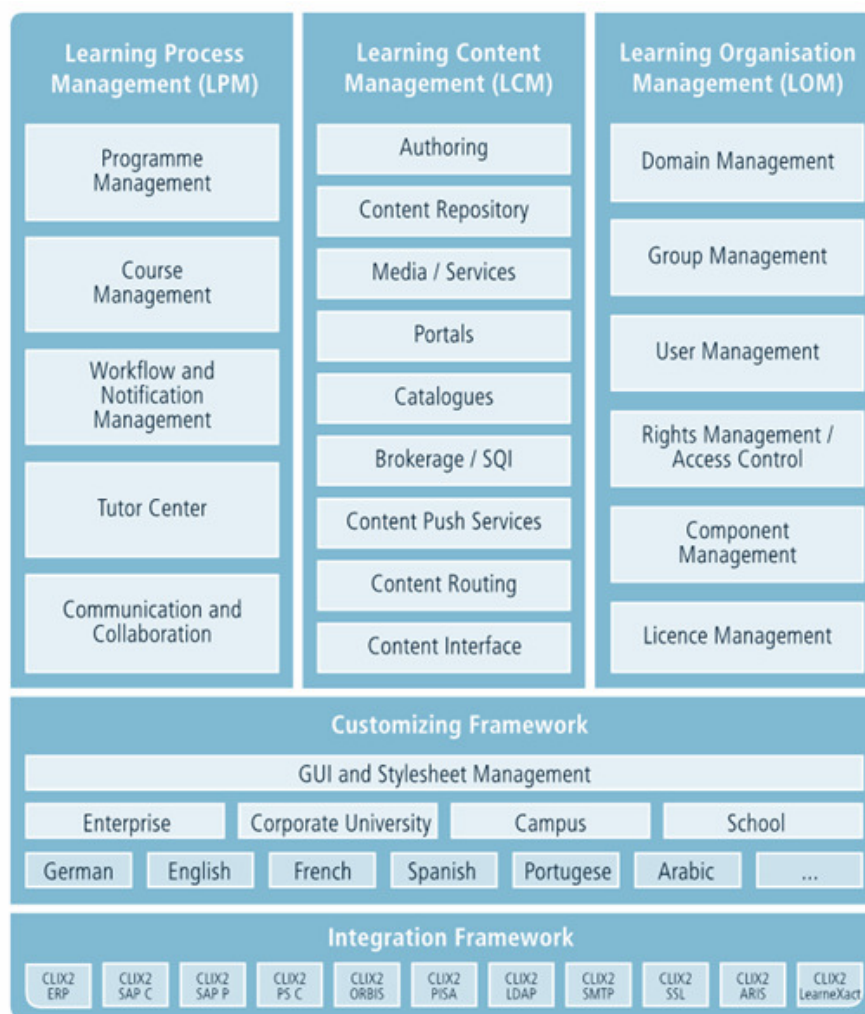 Learning Process
Management (LPM)
Programme
Management
Course
Management
Workflow and
Notification
Management
Tutor Center
Communication and
Collaboration
Learning Content
Management (LCM)
Authoring
Content Repository
Media / Services
Portals
Catalogues
Brokerage / SQI
Content Push Services
Content Routing
Content Interface
Learning Organisation
Management (LOM)
Domain Management
Group Management
User Management
Rights Management /
Access Control
Component
Management
Licence Management
Customizing Framework
GUI and Stylesheet Management
Enterprise
Corporate University
Campus
School
German
English
French
Spanish
Portugese
Arabic
...
Integration Framework
CLIX2
ERP
CLIX2
SAP C
CLIX2
SAP P
CLIX2
PS C
CLIX2
ORBIS
CLIX2
PISA
CLIX2
LDAP
CLIX2
SMTP
CLIX2
SSL
CLIX2
ARIS
CLIX2
LearneXact